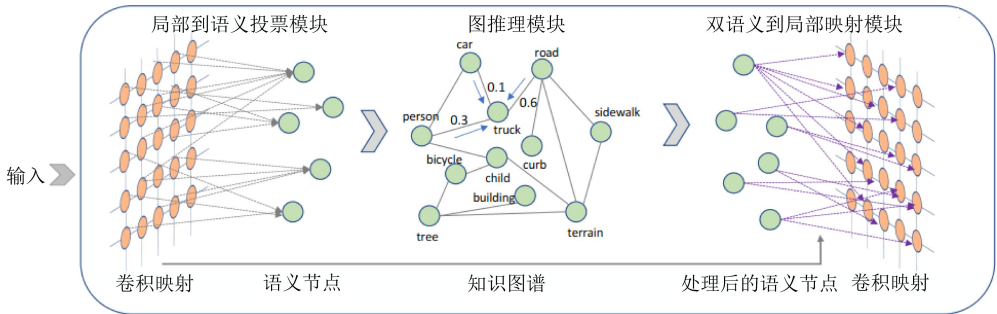 局部到语义投票模块
图推理模块
双语义到局部映射模块
输入
car
road
0.1
0.6
person
0.3
truck
sidewalk
bicycle
child
curb
building
tree
terrain
卷积映射
语义节点
知识图谱
处理后的语义节点
卷积映射